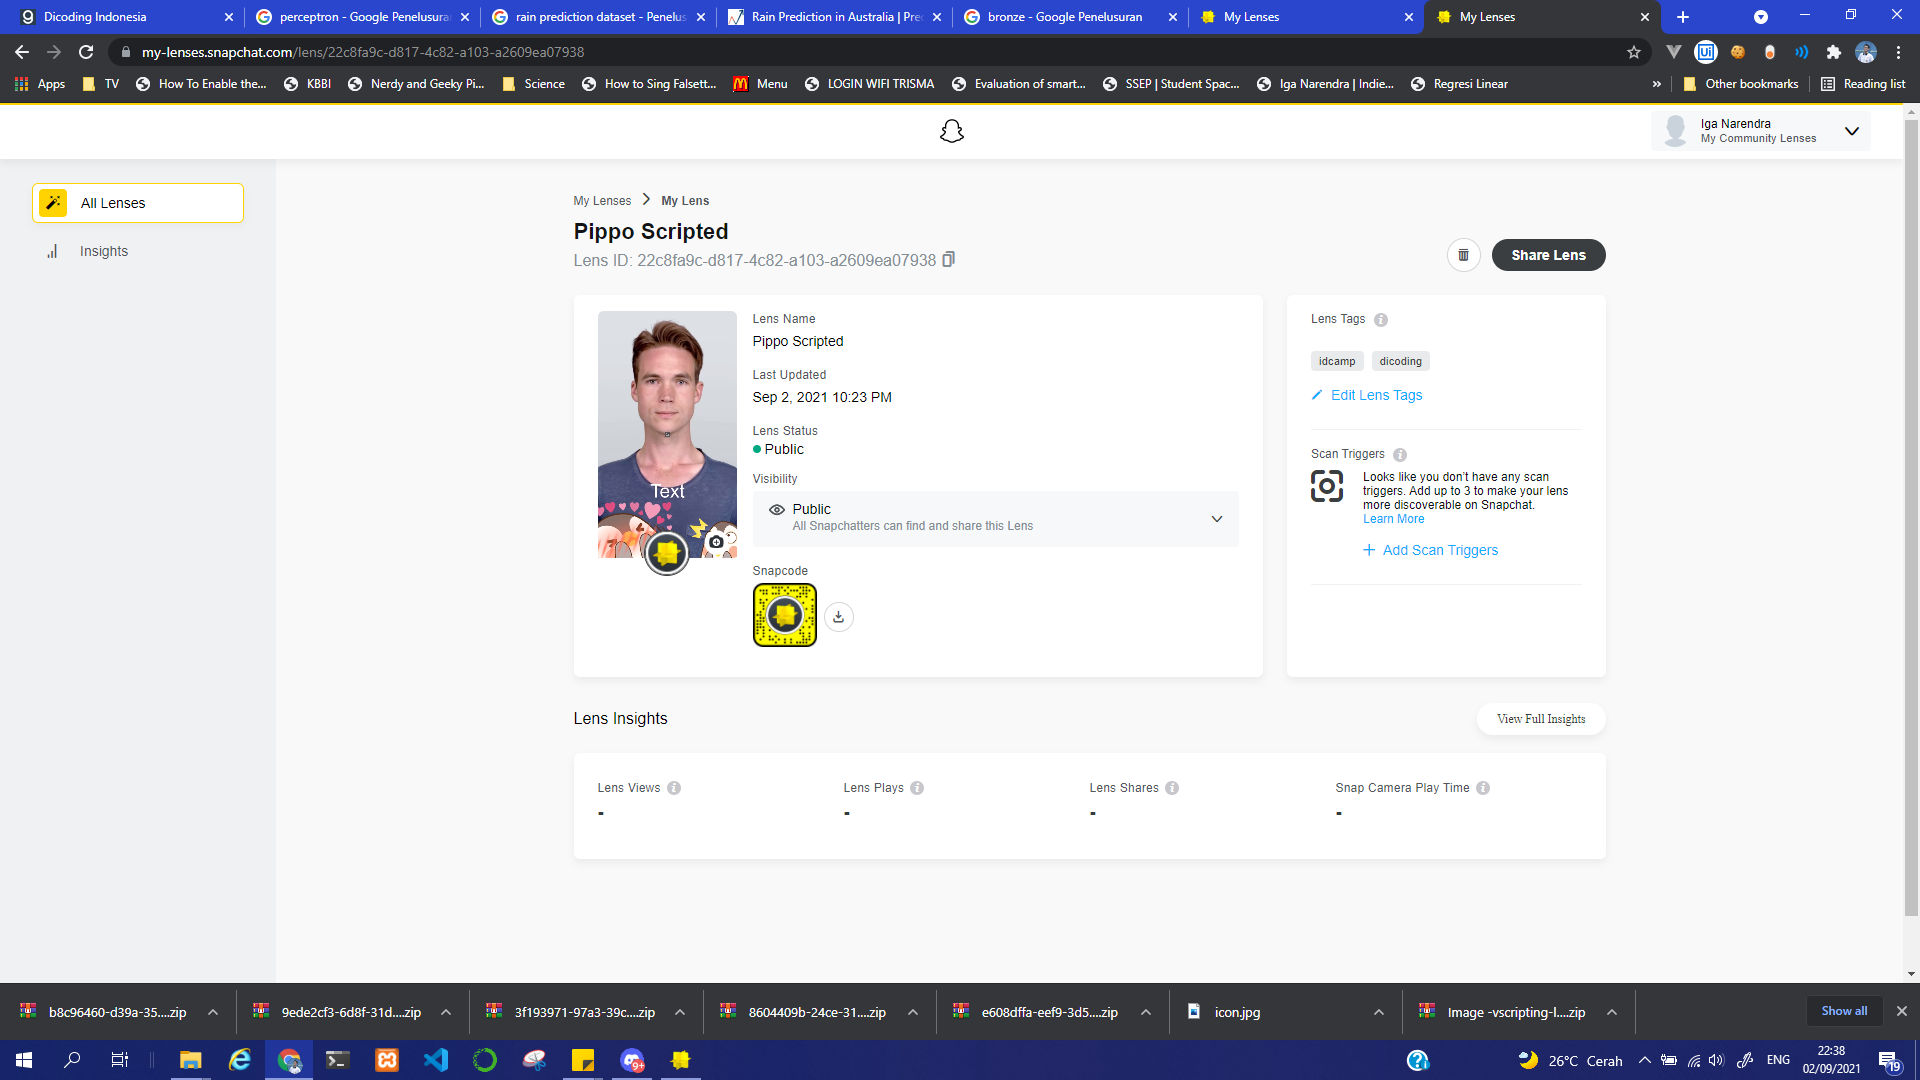 Dicoding Indonesia
perceptron - Google Penelusura
rain prediction dataset - Penelus
Rain Prediction in Australia | Pre
bronze - Google Penelusuran
My Lenses
My Lenses
my-lenses.snapchat.com/lens/22c8fa9c-d817-4c82-a103-a2609ea07938
Apps
TV
How To Enable the...
KBBI
Nerdy and Geeky Pi...
Science
How to Sing Falsett...
Menu
LOGIN WIFI TRISMA
Evaluation of smart...
SSEP | Student Spac...
Iga Narendra | Indie...
Regresi Linear
»
Other bookmarks
Reading list
Iga Narendra
My Community Lenses
All Lenses
Insights
My Lenses
My Lens
Pippo Scripted
Lens ID: 22c8fa9c-d817-4c82-a103-a2609ea07938
Share Lens
Text
Lens Name
Pippo Scripted
Last Updated
Sep 2, 2021 10:23 PM
Lens Status
Public
Visibility
Public
All Snapchatters can find and share this Lens
Snapcode
Lens Tags
idcamp
dicoding
Edit Lens Tags
Scan Triggers
Looks like you don't have any scan
triggers. Add up to 3 to make your lens
more discoverable on Snapchat.
Learn More
Add Scan Triggers
Lens Insights
View Full Insights
Lens Views
-
Lens Plays
-
Lens Shares
-
Snap Camera Play Time
-
b8c96460-d39a-35....zip
9ede2cf3-6d8f-31d....zip
3f193971-97a3-39c....zip
8604409b-24ce-31....zip
e608dffa-eef9-3d5....zip
icon.jpg
Image -vscripting-l....zip
Show all
9+
26°C Cerah
ENG
22:38
02/09/2021
19